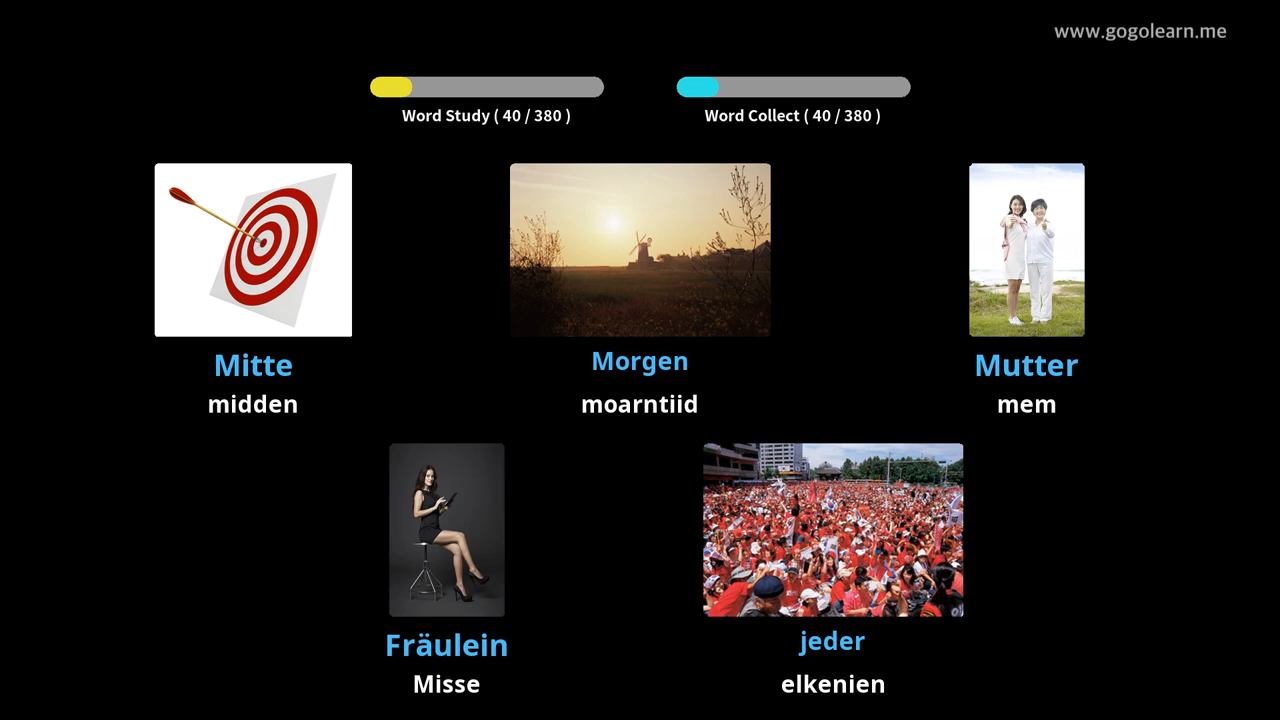 www.gogolearn.me
Word Study ( 40 / 380 )
Word Collect ( 40 / 380 )
Mitte
midden
Morgen
moarntiid
Mutter
mem
Fräulein
Misse
jeder
elkenien